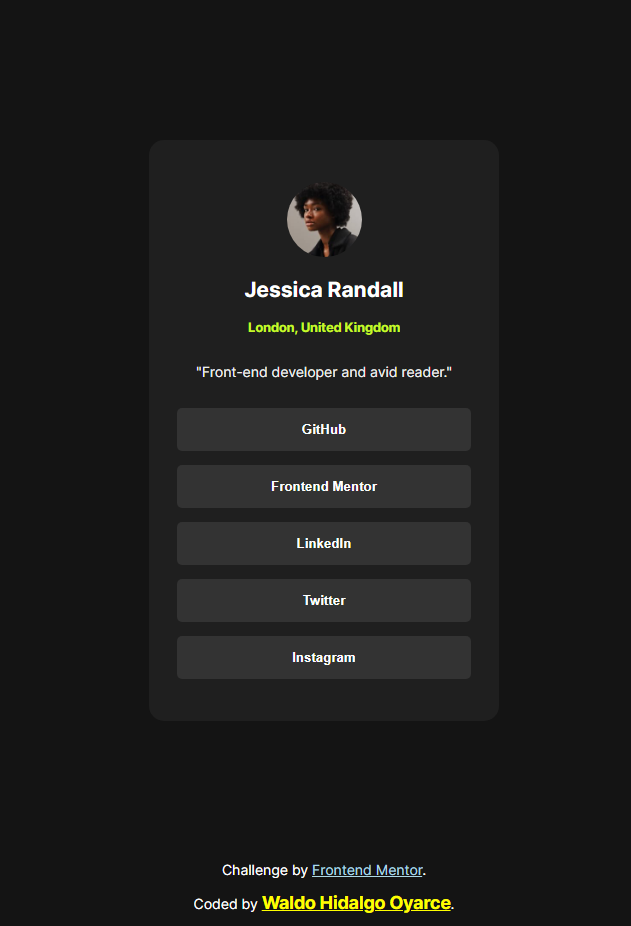 Jessica Randall
London, United Kingdom
"Front-end developer and avid reader."
GitHub
Frontend Mentor
LinkedIn
Twitter
Instagram
Challenge by Frontend Mentor.
Coded by Waldo Hidalgo Oyarce.